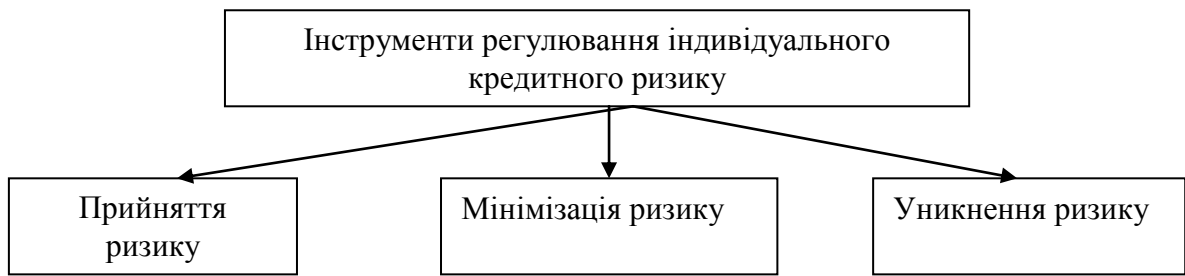 Інструменти регулювання індивідуального
кредитного ризику
Прийняття
ризику
Мінімізація ризику
Уникнення ризику